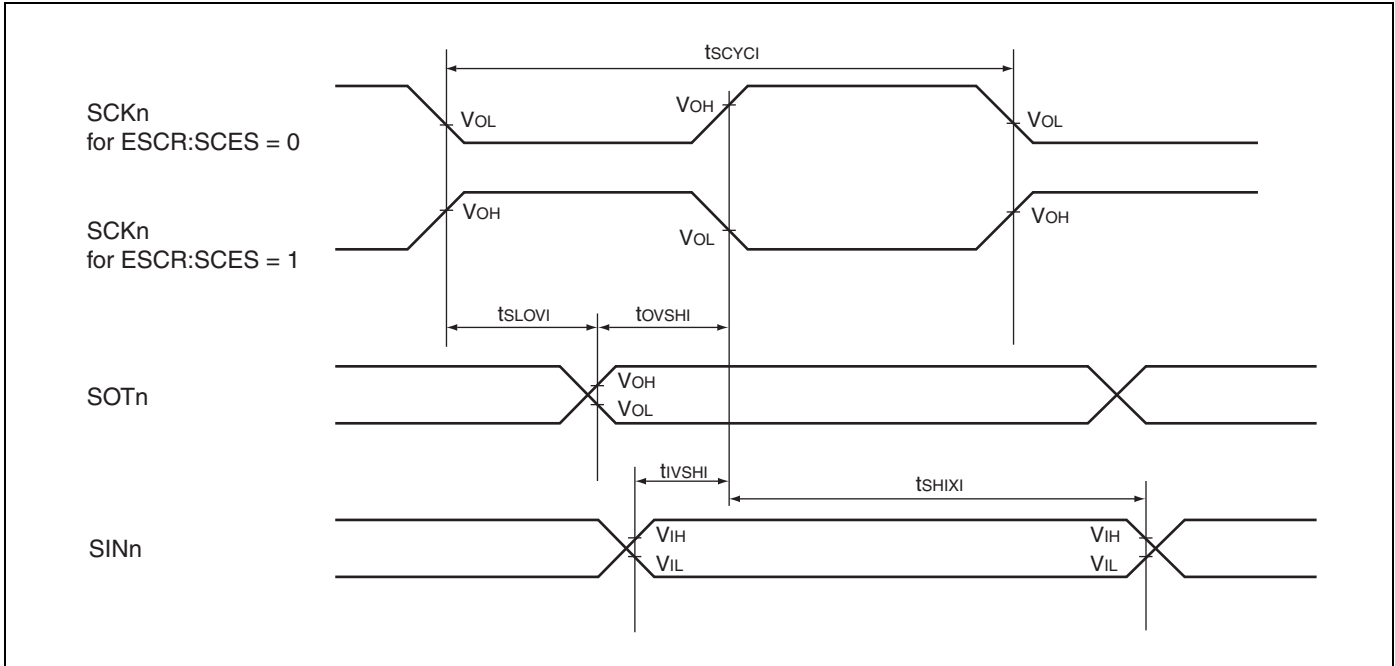 tSCYCI
SCKn
for ESCR:SCES = 0
VOL
VOH
VOL
SCKn
for ESCR:SCES = 1
VOH
VOL
VOH
tSLOVI
tOVSHI
SOTn
VOH
VOL
tIVSHI
tSHIXI
SINn
VIH
VIL
VIH
VIL